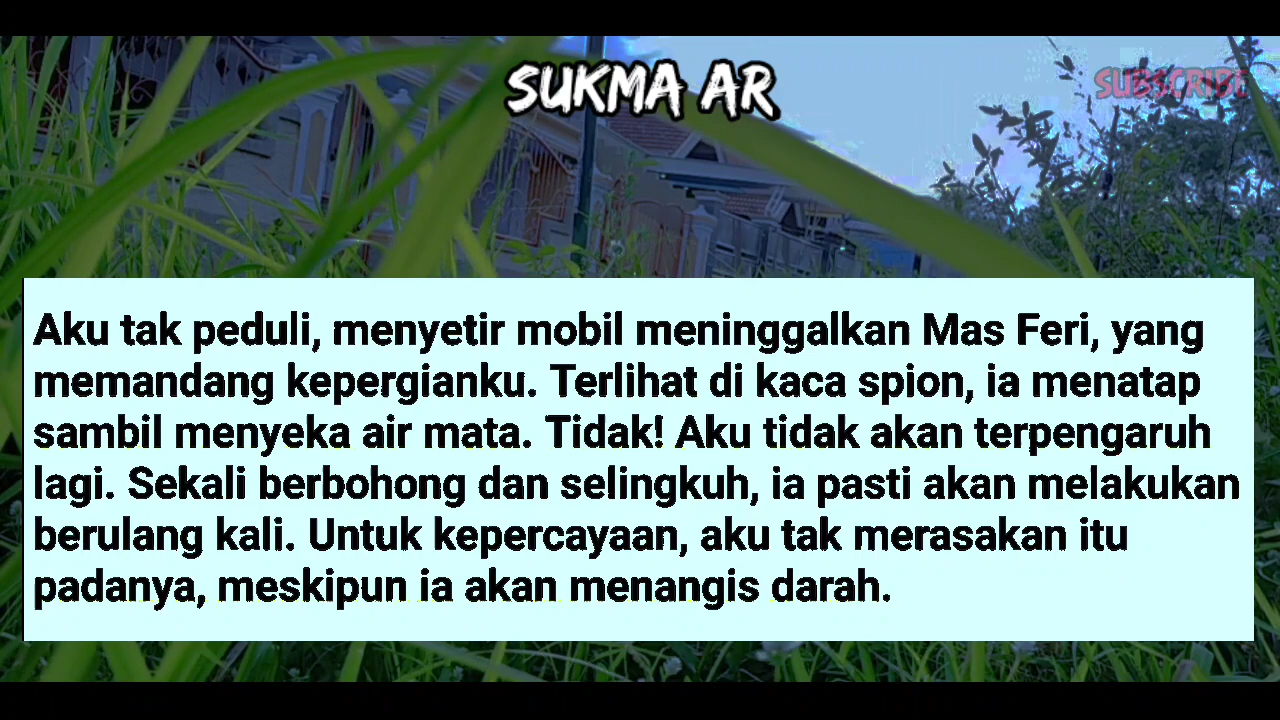 SUKMA AR
SUBSCRIBE
Aku tak peduli, menyetir mobil meninggalkan Mas Feri, yang
memandang kepergianku. Terlihat di kaca spion, ia menatap
sambil menyeka air mata. Tidak! Aku tidak akan terpengaruh
lagi. Sekali berbohong dan selingkuh, ia pasti akan melakukan
berulang kali. Untuk kepercayaan, aku tak merasakan itu
padanya, meskipun ia akan menangis darah.